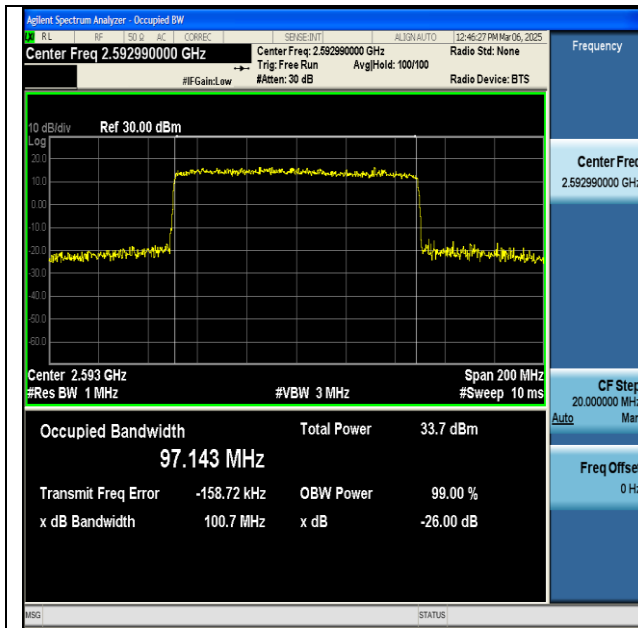 Agilent Spectrum Analyzer - Occupied BW
RL RF 50 Ω AC CORREC SENSE:INT ALIGN AUTO 12:46:27 PM Mar 06, 2025
Center Freq 2.592990000 GHz
Center Freq: 2.592990000 GHz
Radio Std: None
Trig: Free Run Avg|Hold: 100/100
#IFGain:Low #Atten: 30 dB
Radio Device: BTS
Frequency
10 dB/div Ref 30.00 dBm
Log
20.0
10.0
0.00
-10.0
-20.0
-30.0
-40.0
-50.0
-60.0
Center 2.593 GHz Span 200 MHz
#Res BW 1 MHz #VBW 3 MHz #Sweep 10 ms
Occupied Bandwidth Total Power 33.7 dBm
97.143 MHz
Transmit Freq Error -158.72 kHz OBW Power 99.00 %
x dB Bandwidth 100.7 MHz x dB -26.00 dB
Center Freq
2.592990000 GHz
CF Step
20.000000 MHz
Auto Man
Freq Offset
0 Hz
MSG STATUS